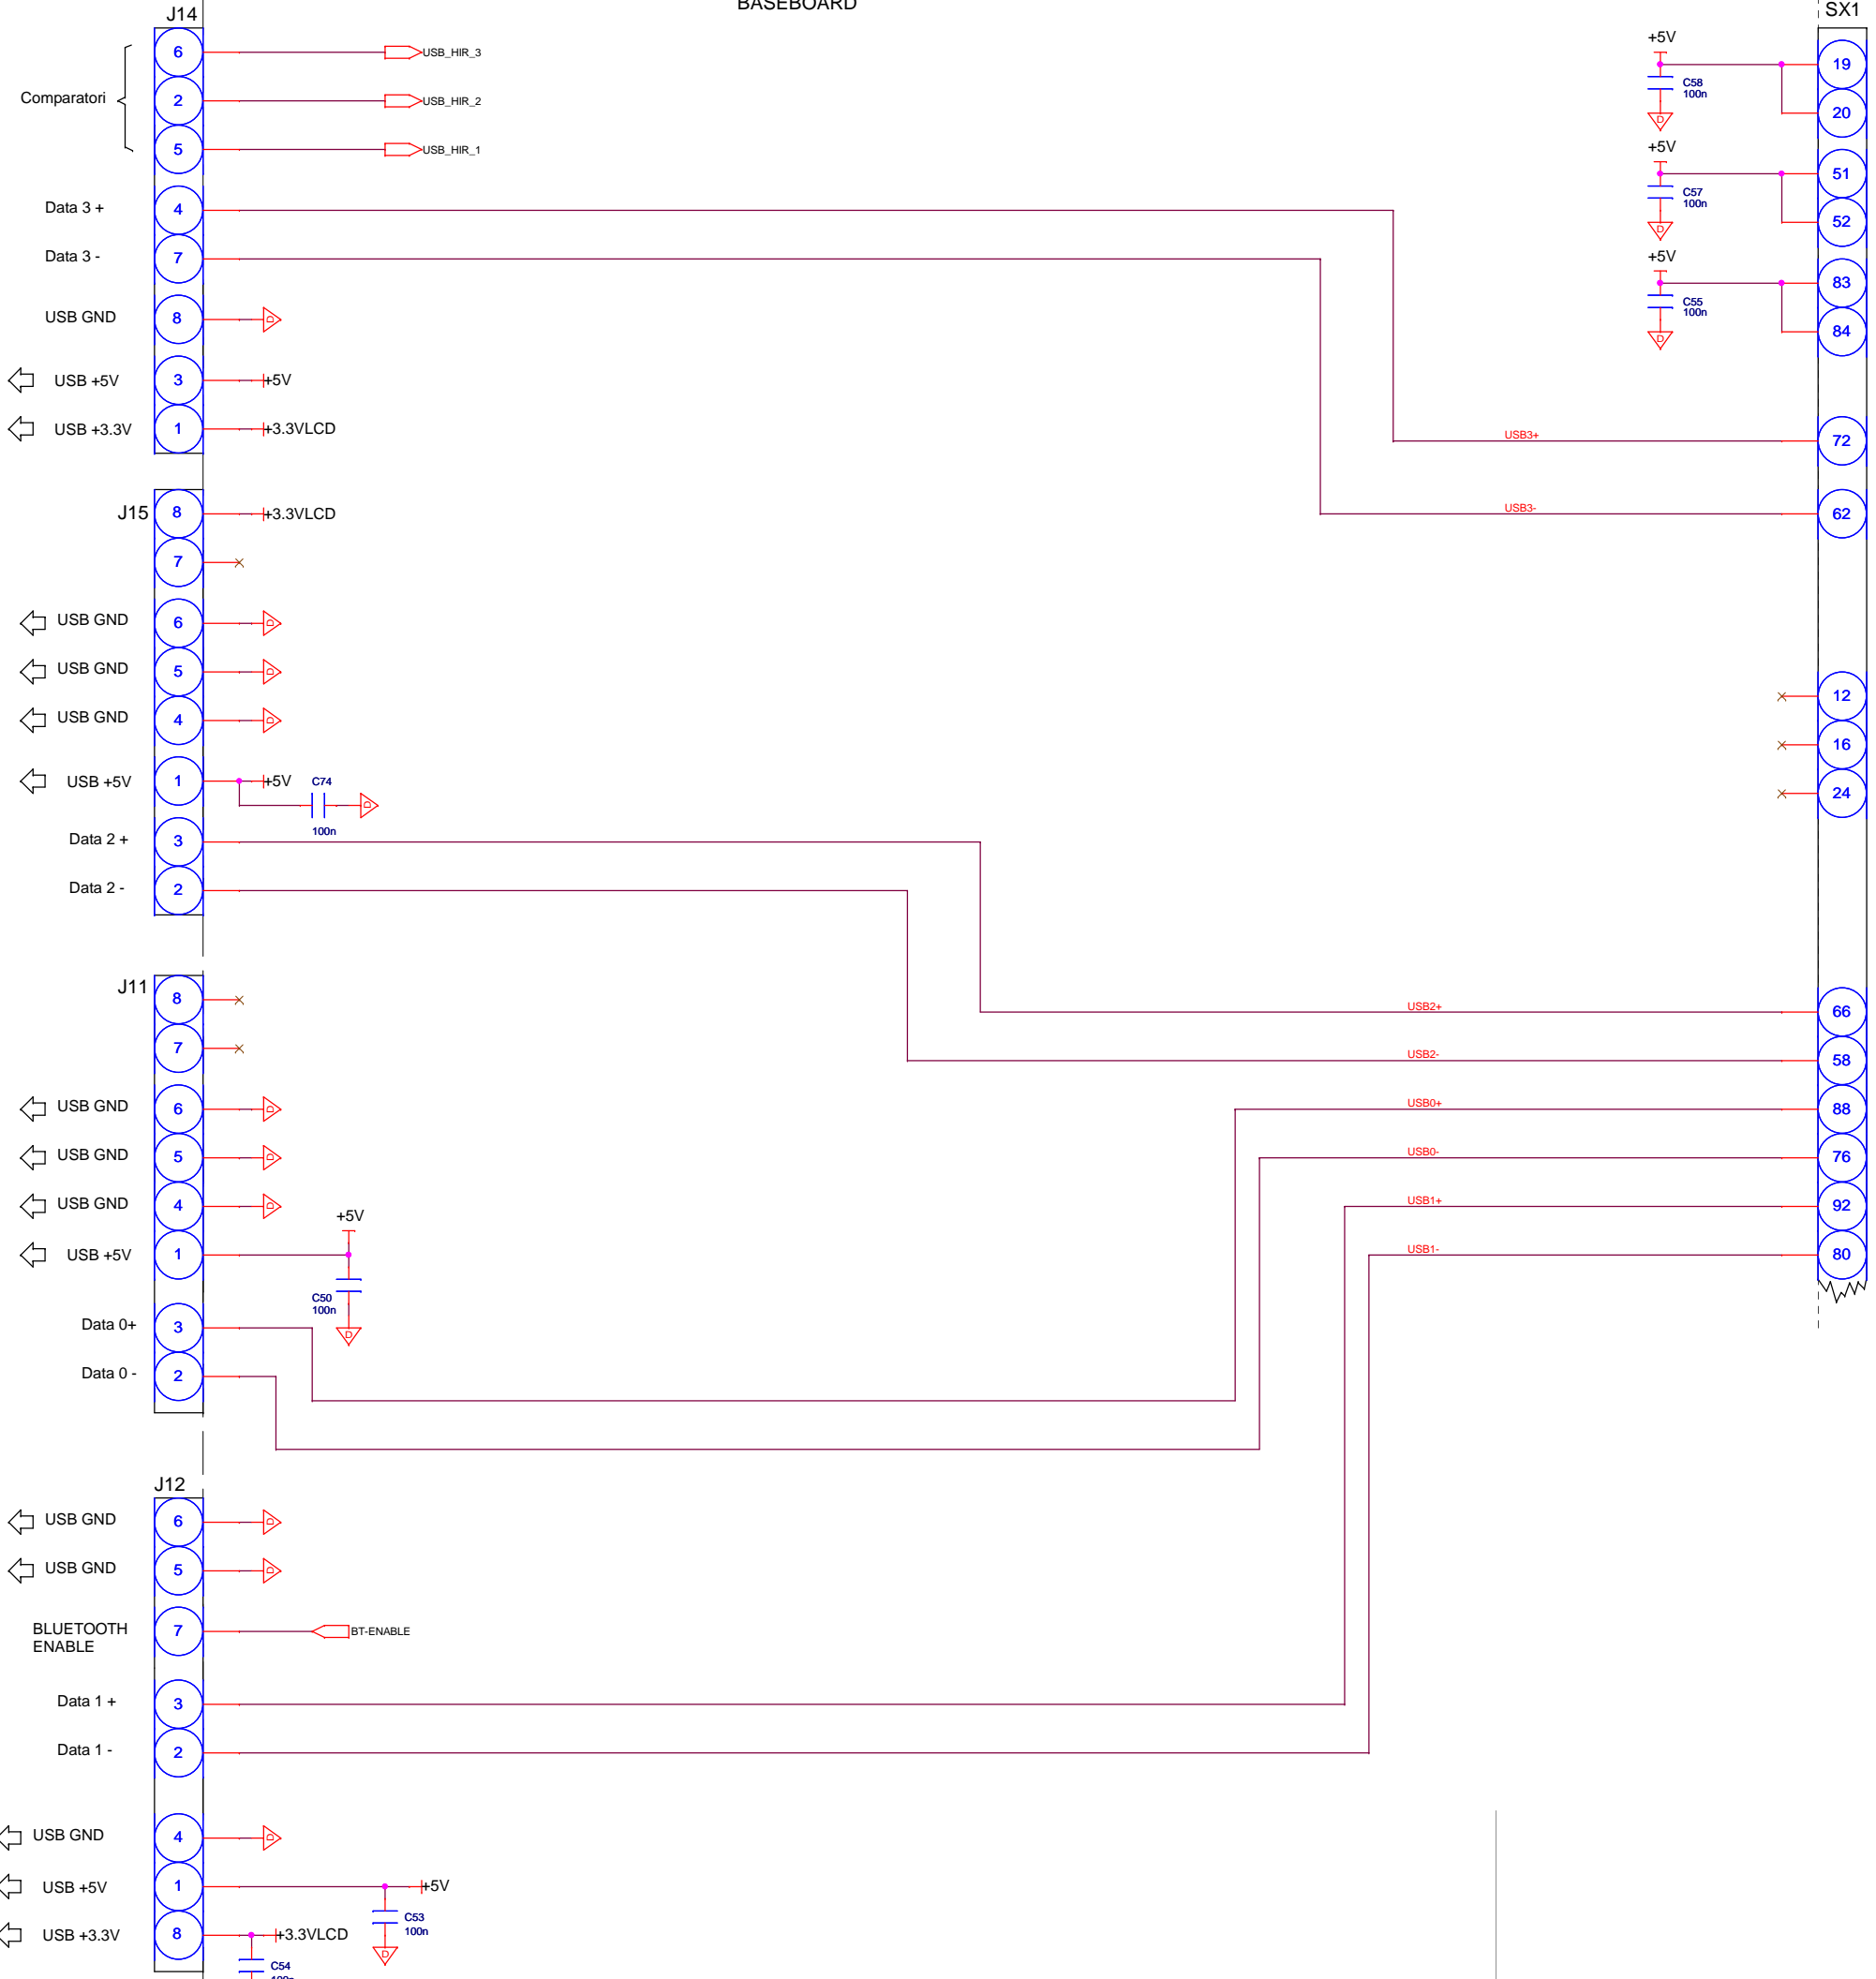 BASEBOARD
J14
SX1
6
USB_HIR_3
+5V
19
C58
100n
Comparatori
2
USB_HIR_2
20
D
5
USB_HIR_1
+5V
51
C57
100n
Data 3 +
4
52
D
Data 3 -
7
+5V
83
C55
100n
USB GND
8
D
84
D
USB +5V
3
+5V
USB +3.3V
1
+3.3VLCD
USB3+
72
J15
8
+3.3VLCD
USB3-
62
7
USB GND
6
D
USB GND
5
D
12
USB GND
4
D
16
USB +5V
1
+5V
C74
D
100n
24
Data 2 +
3
Data 2 -
2
J11
8
USB2+
66
7
USB2-
58
USB GND
6
D
USB0+
88
USB GND
5
D
USB0-
76
USB GND
4
D
USB1+
92
+5V
USB +5V
1
USB1-
80
C50
100n
Data 0+
3
D
Data 0 -
2
J12
USB GND
6
D
USB GND
5
D
BLUETOOTH
ENABLE
7
BT-ENABLE
Data 1 +
3
Data 1 -
2
USB GND
4
D
USB +5V
1
+5V
C53
100n
USB +3.3V
8
+3.3VLCD
D
C54
100n